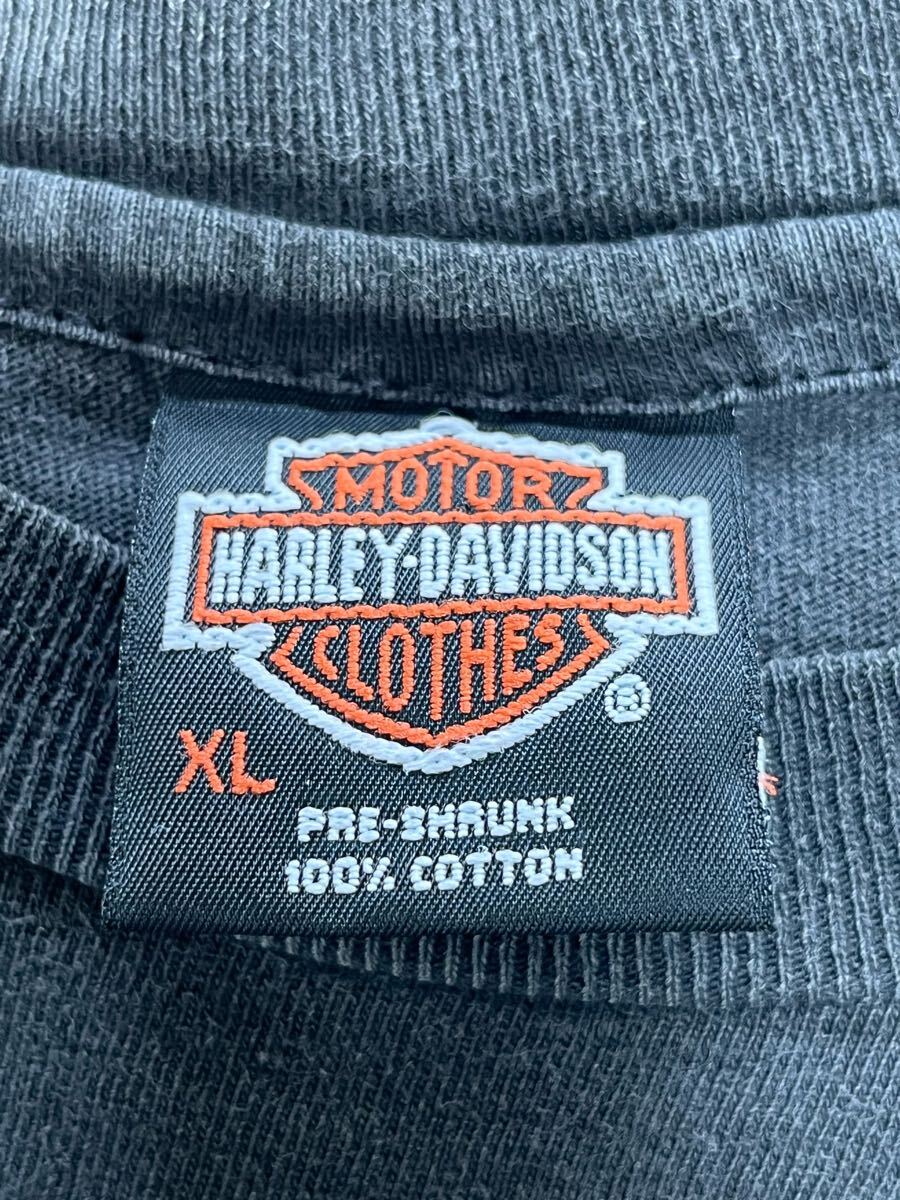 MOTOR
HARLEY-DAVIDSON
CLOTHES
®
XL
PRE-SHRUNK
100% COTTON